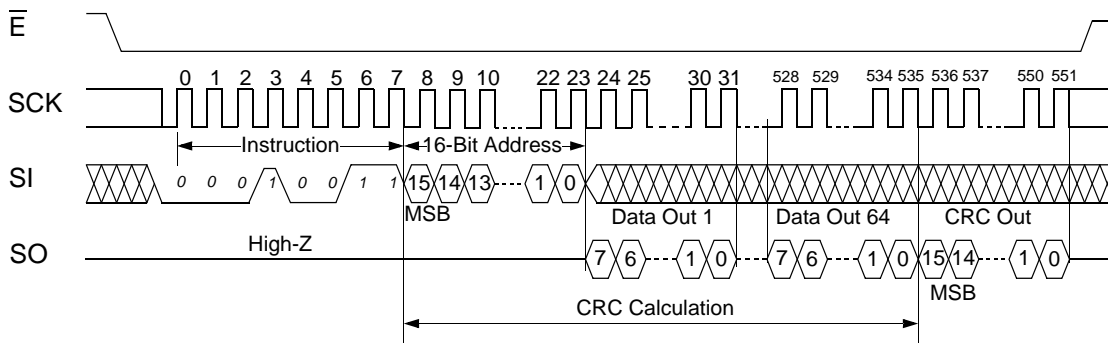 E
0 1 2 3 4 5 6 7 8 9 10 22 23 24 25 30 31 528 529 534 535 536 537 550 551
SCK
Instruction 16-Bit Address
SI 0 0 0 1 0 0 1 1 15 14 13 1 0
MSB Data Out 1 Data Out 64 CRC Out
High-Z
SO 7 6 1 0 7 6 1 0 15 14 1 0
MSB
CRC Calculation